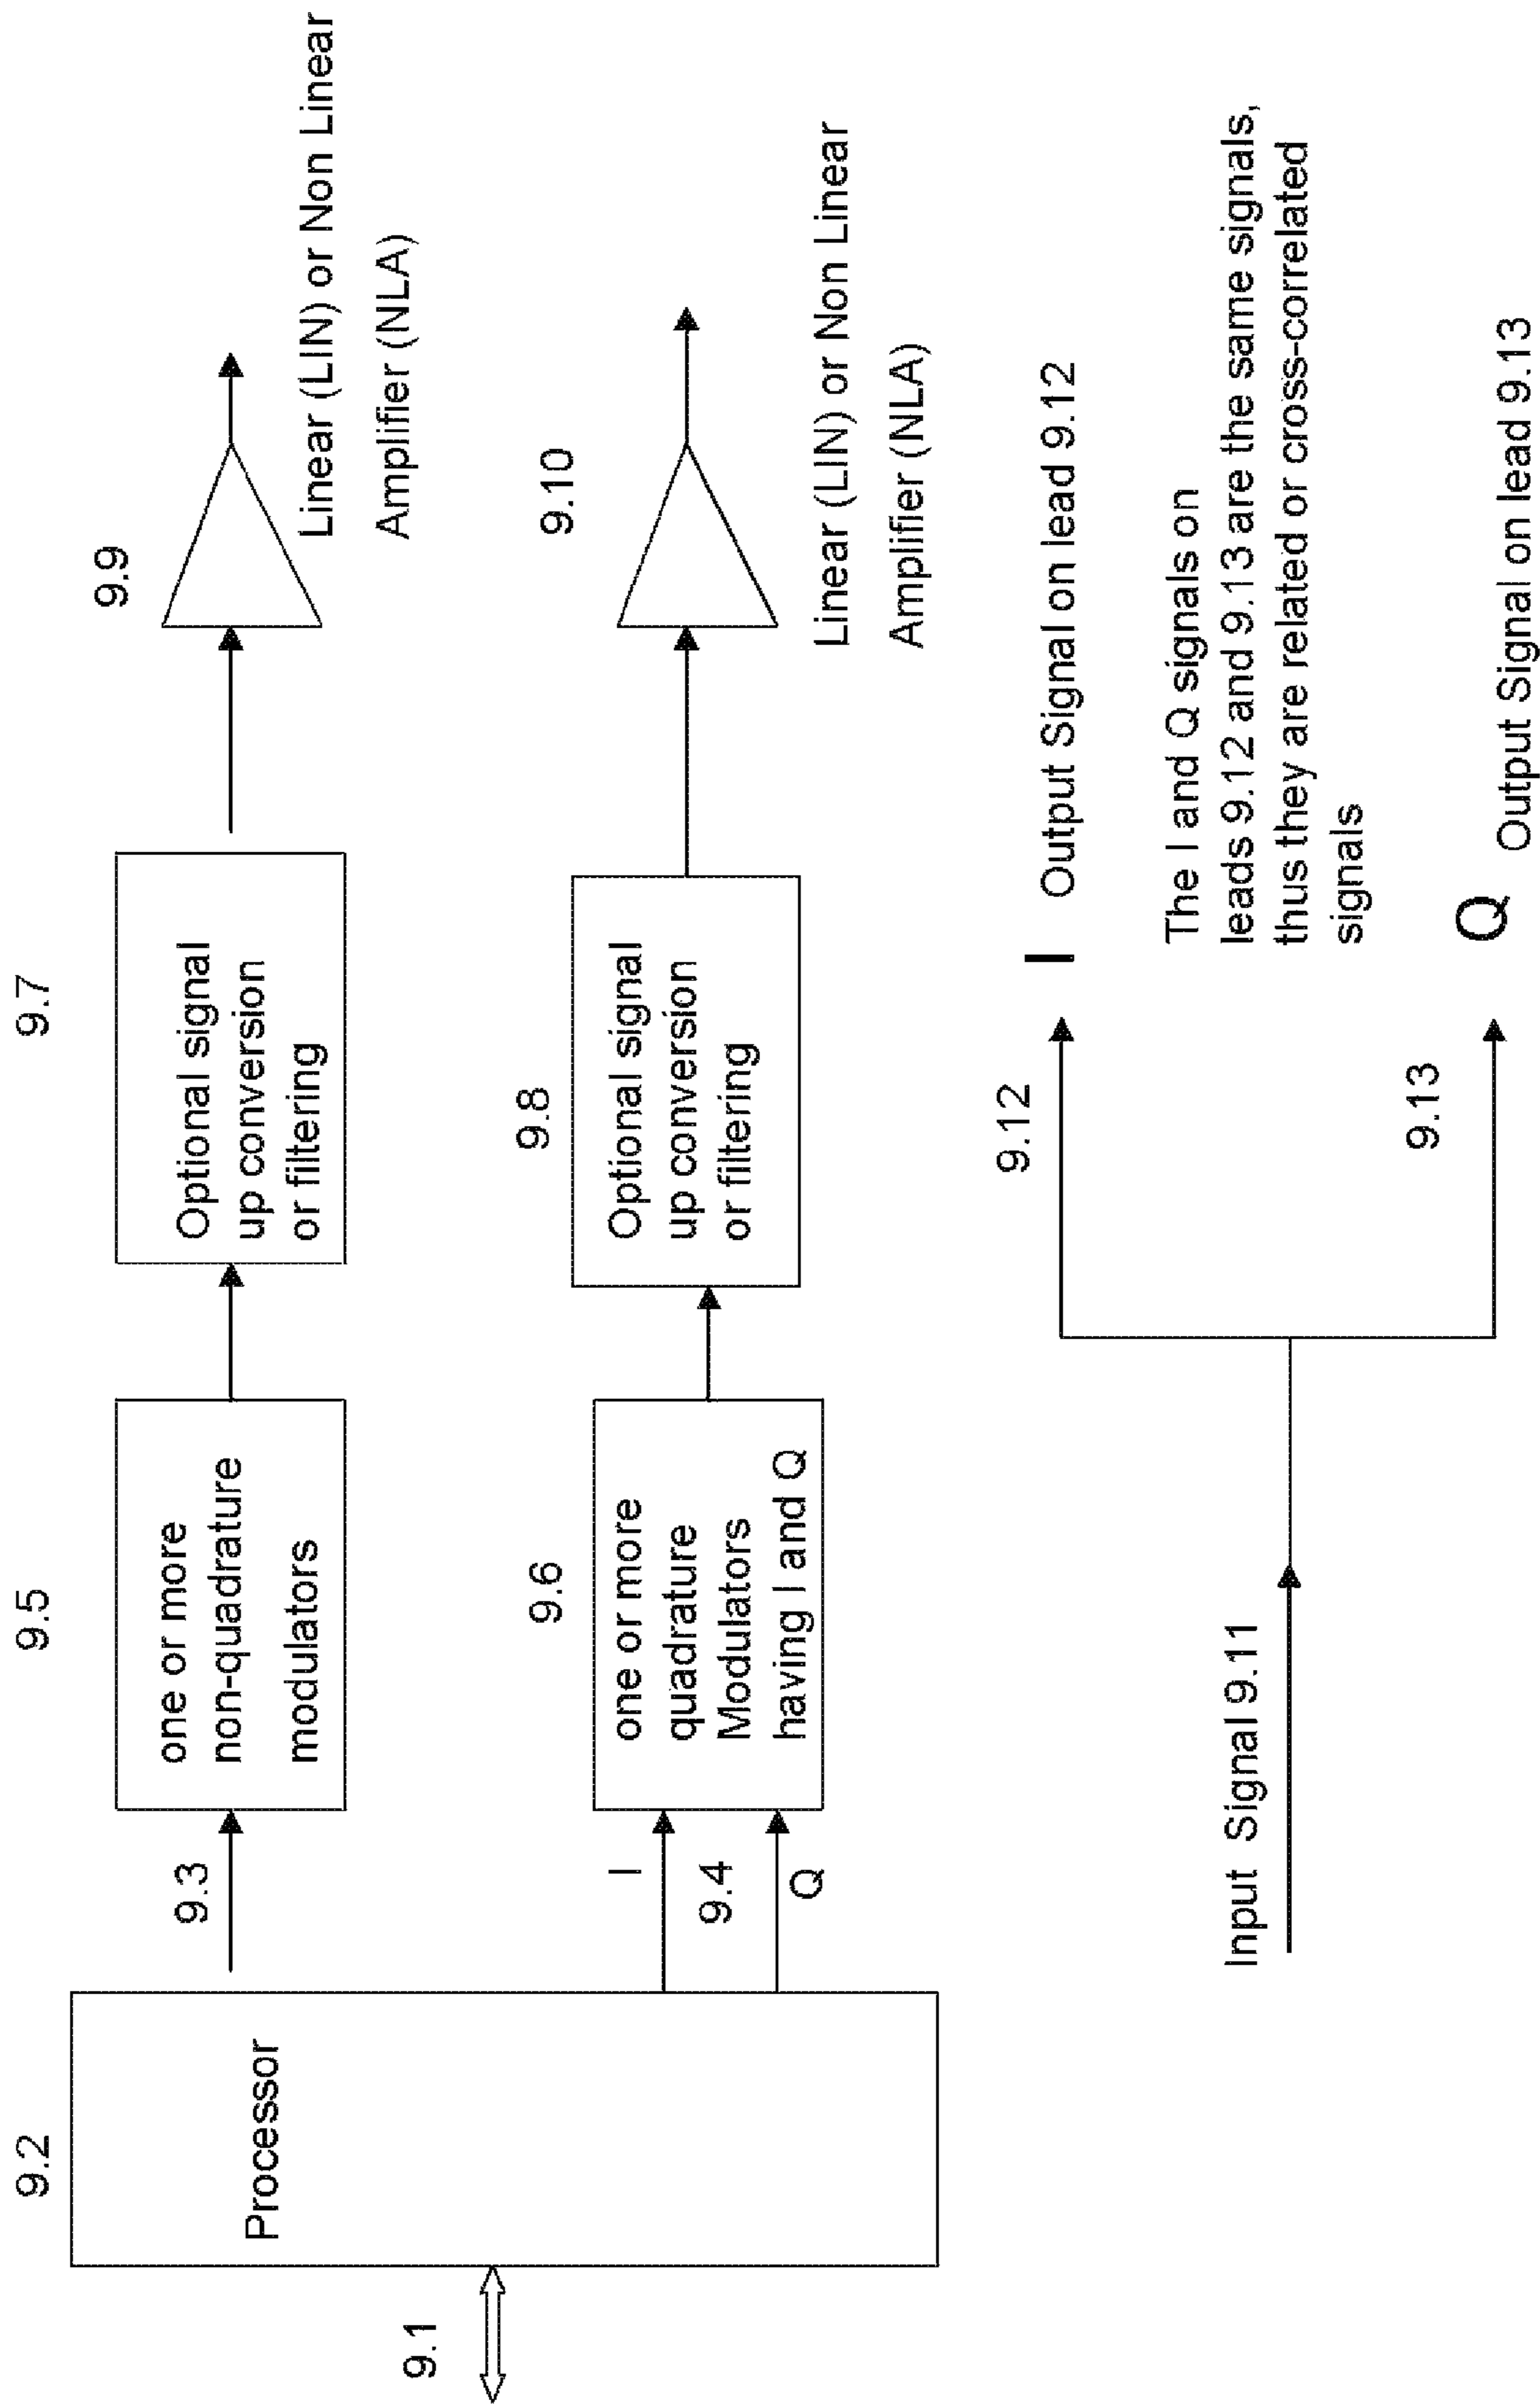 9.1
9.2
Processor
9.3
9.5
one or more
non-quadrature
modulators
9.7
Optional signal
up conversion
or filtering
9.9
Linear (LIN) or Non Linear
Amplifier (NLA)
I
9.4
Q
9.6
one or more
quadrature
Modulators
having I and Q
9.8
Optional signal
up conversion
or filtering
9.10
Linear (LIN) or Non Linear
Amplifier (NLA)
Input Signal 9.11
9.12
I
Output Signal on lead 9.12
The I and Q signals on
leads 9.12 and 9.13 are the same signals,
thus they are related or cross-correlated
signals
9.13
Q
Output Signal on lead 9.13